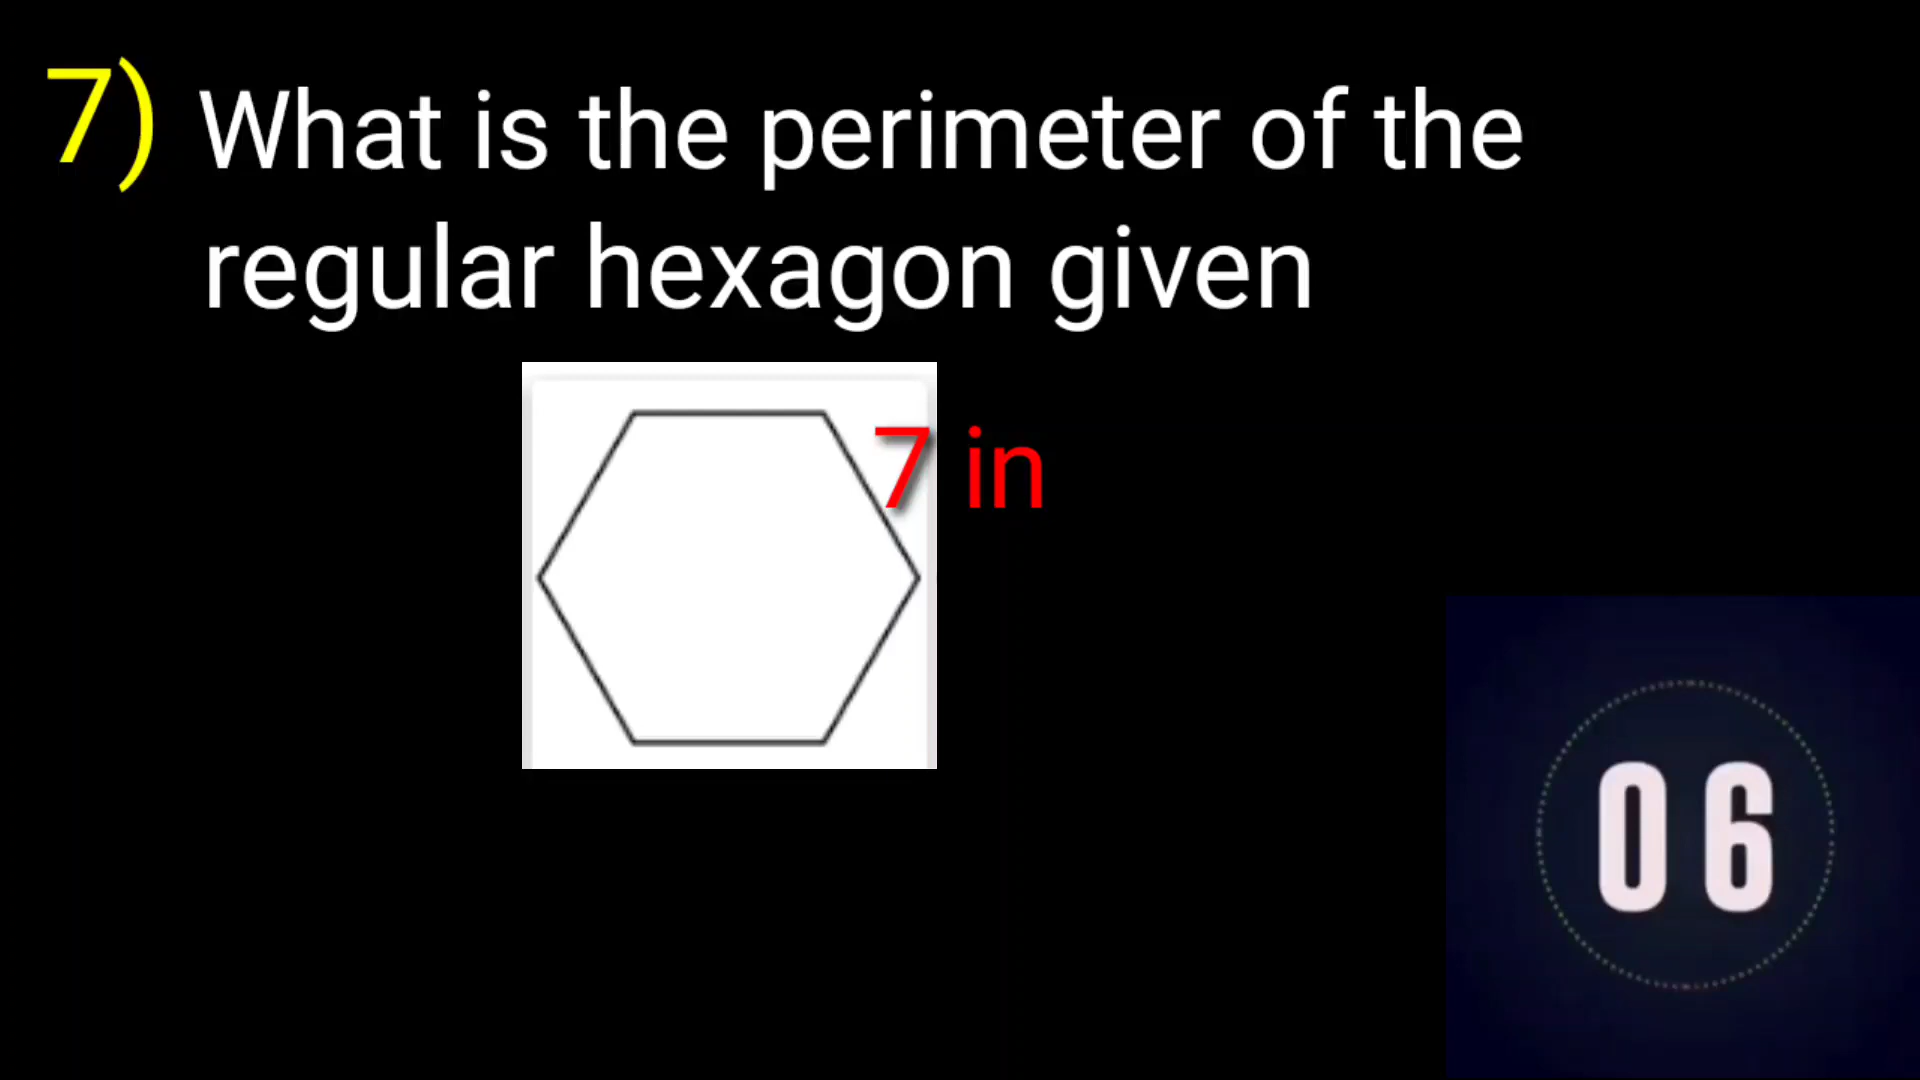 7) What is the perimeter of the
regular hexagon given
7 in
06